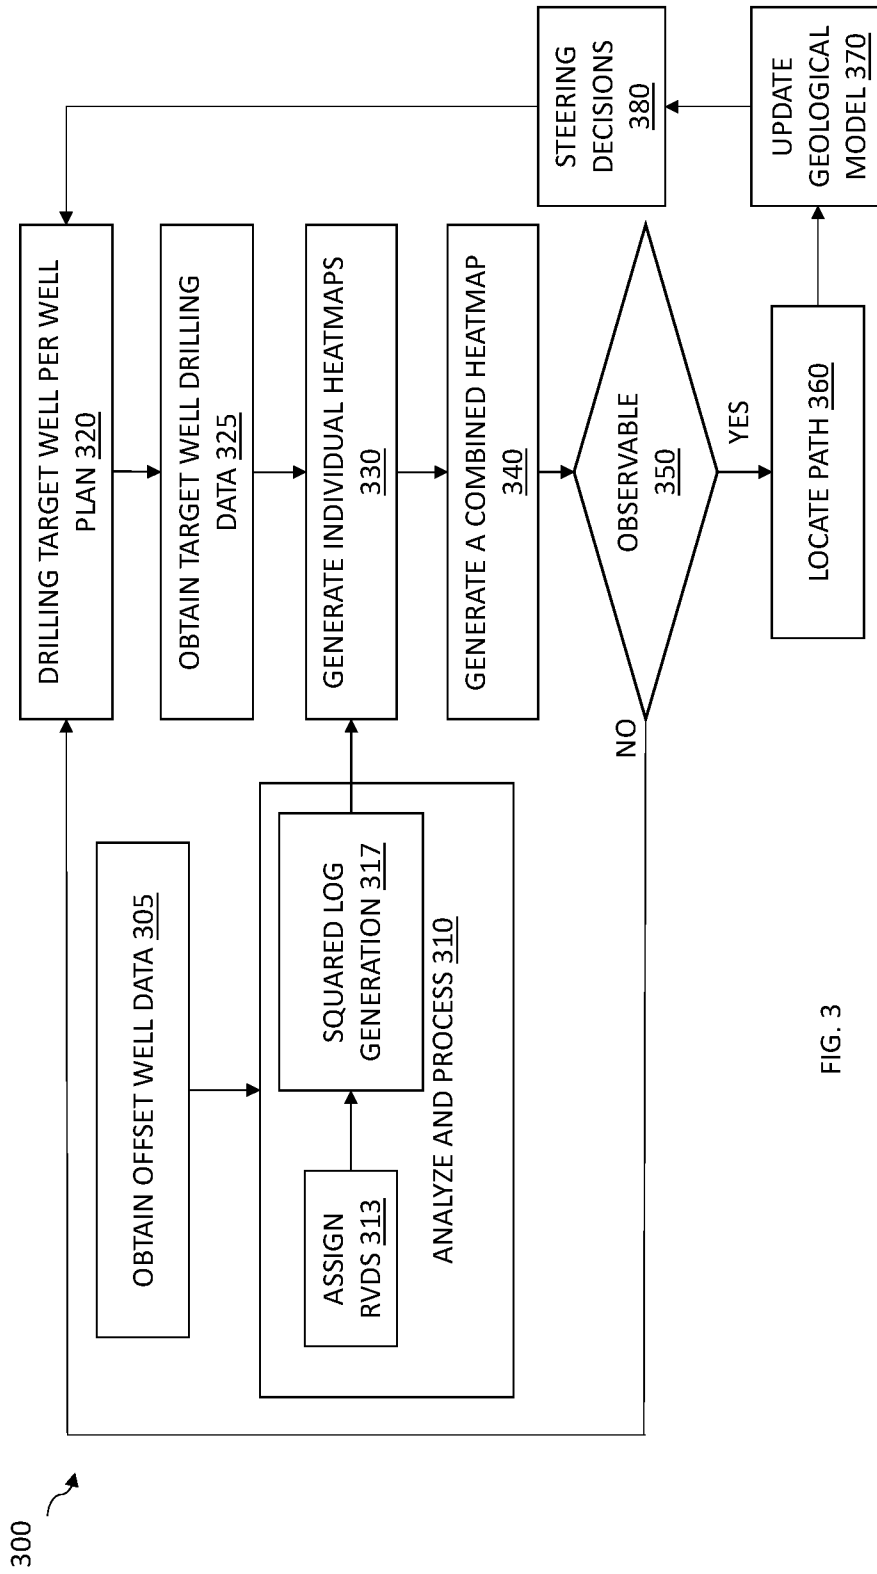 300
OBTAIN OFFSET WELL DATA 305
ASSIGN
RVDS 313
SQUARED LOG
GENERATION 317
ANALYZE AND PROCESS 310
DRILLING TARGET WELL PER WELL
PLAN 320
OBTAIN TARGET WELL DRILLING
DATA 325
GENERATE INDIVIDUAL HEATMAPS
330
GENERATE A COMBINED HEATMAP
340
OBSERVABLE
350
NO
YES
LOCATE PATH 360
UPDATE
GEOLOGICAL
MODEL 370
STEERING
DECISIONS
380
FIG. 3